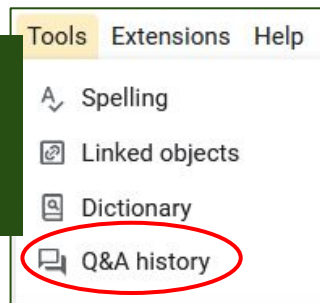 Tools Extensions Help
Spelling
Linked objects
Dictionary
Q&A history